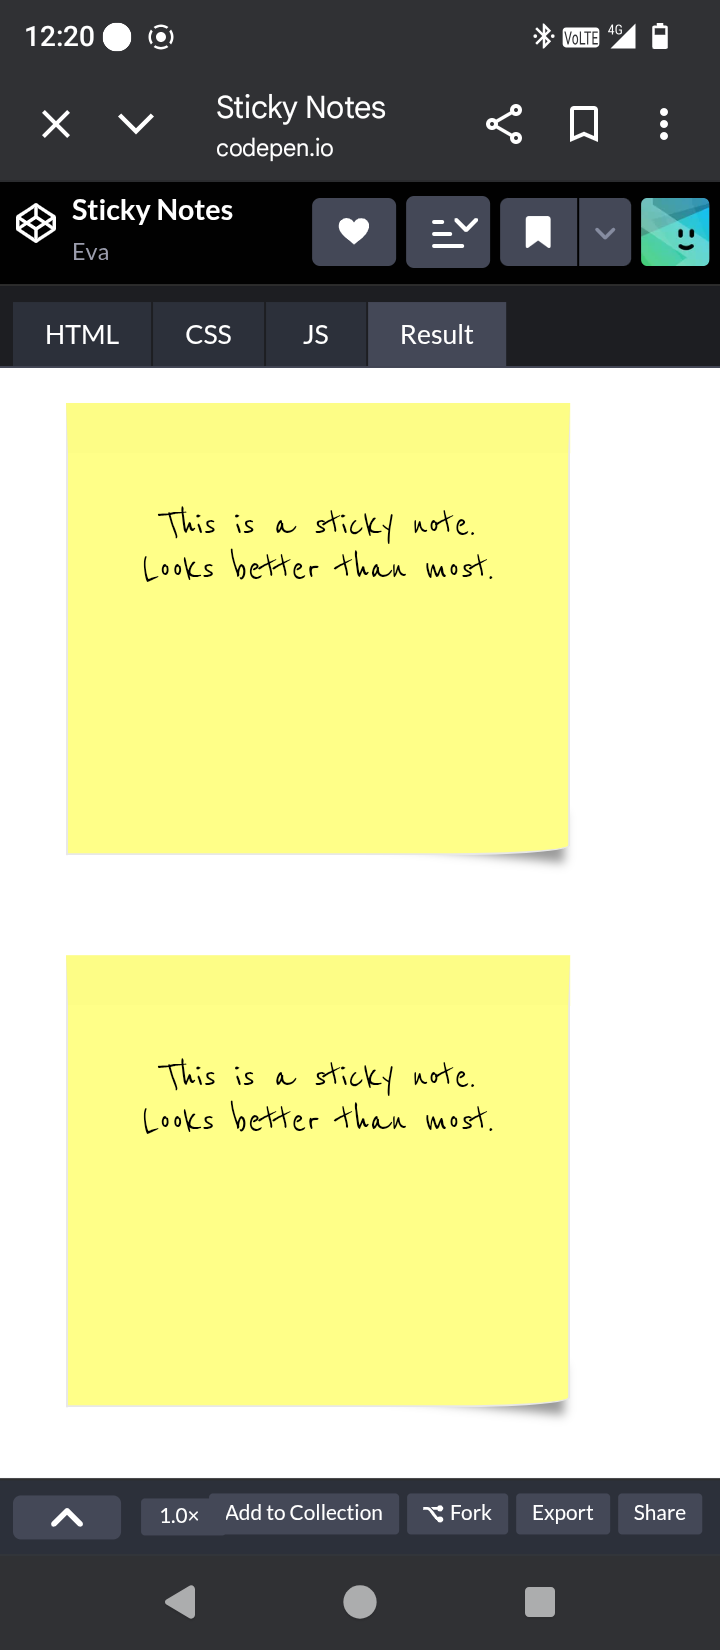 12:20
VoLTE 4G
Sticky Notes
codepen.io
Sticky Notes
Eva
HTML CSS JS Result
This is a sticky note.
Looks better than most.
This is a sticky note.
Looks better than most.
1.0× Add to Collection Fork Export Share